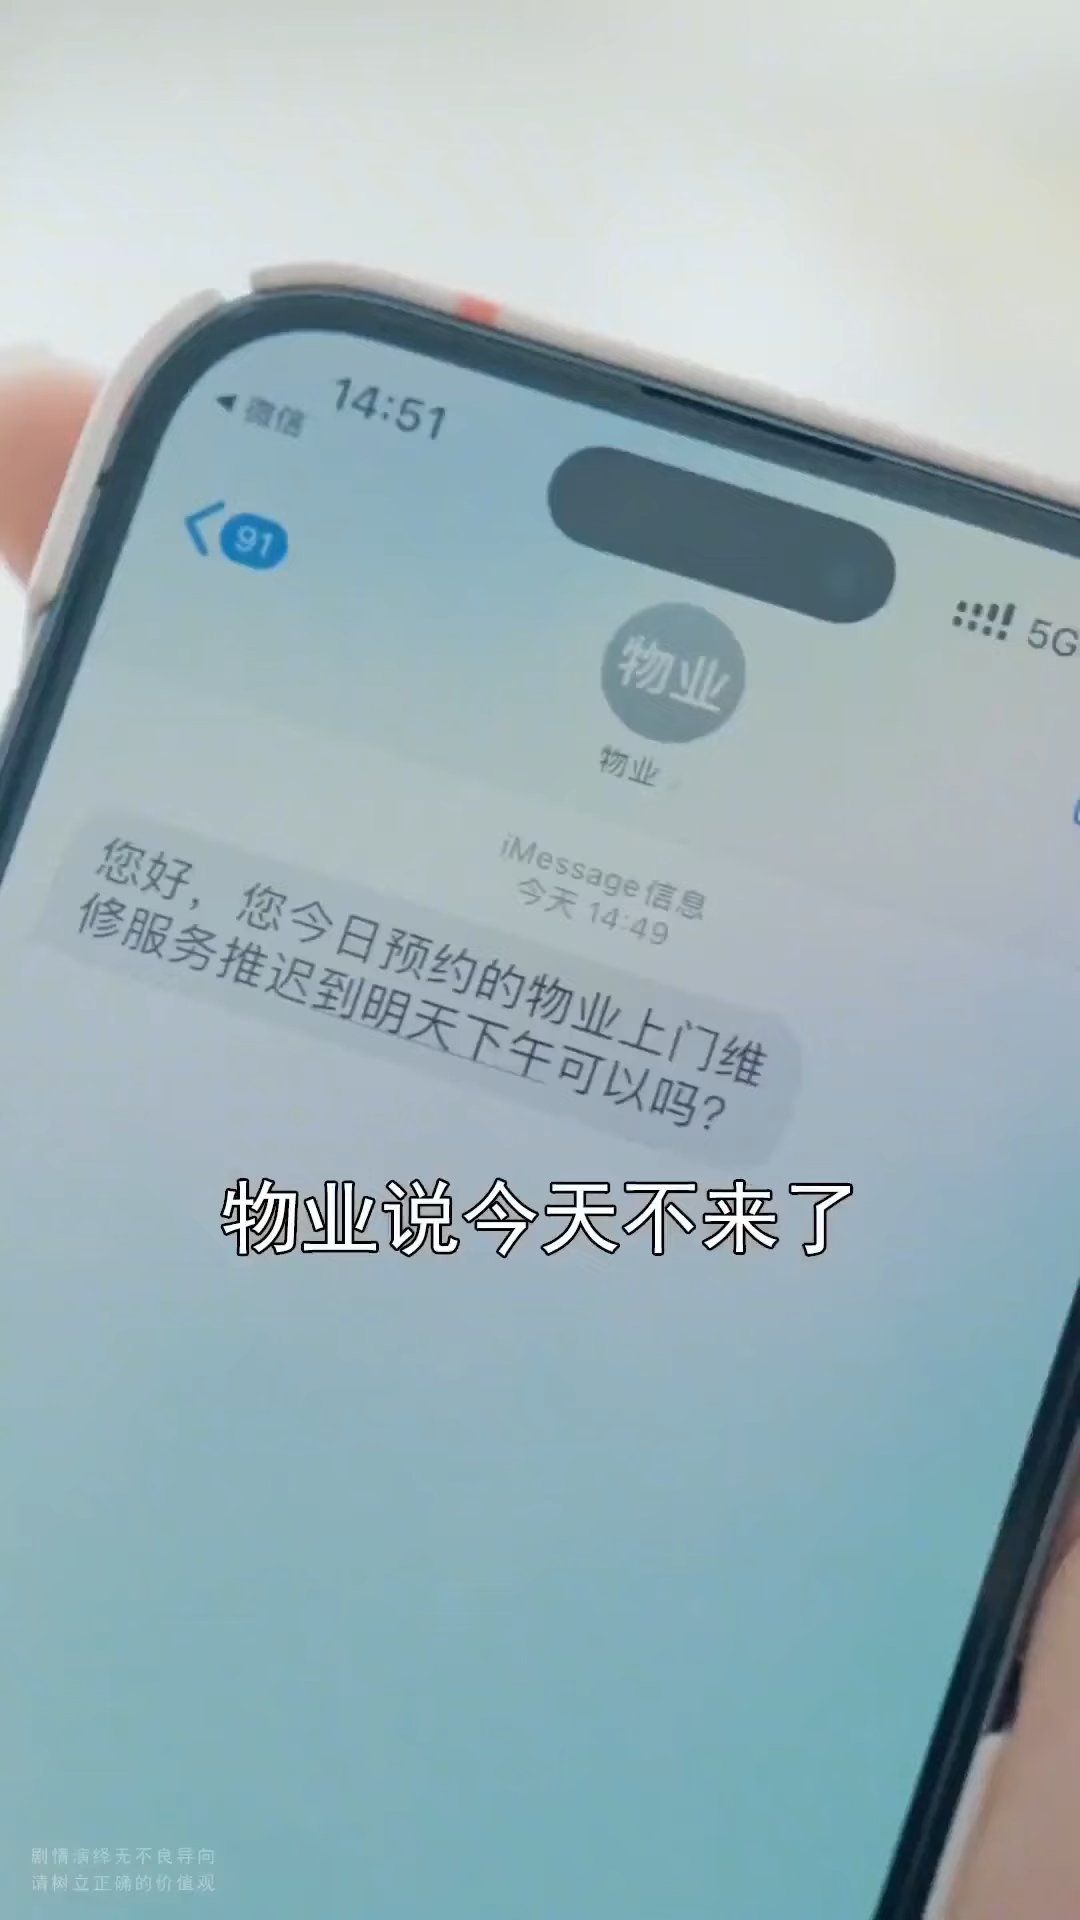 14:51
微信
91
5G
物业
物业
iMessage信息
今天 14:49
您好，您今日预约的物业上门维
修服务推迟到明天下午可以吗？
物业说今天不来了
剧情演绎无不良导向
请树立正确的价值观